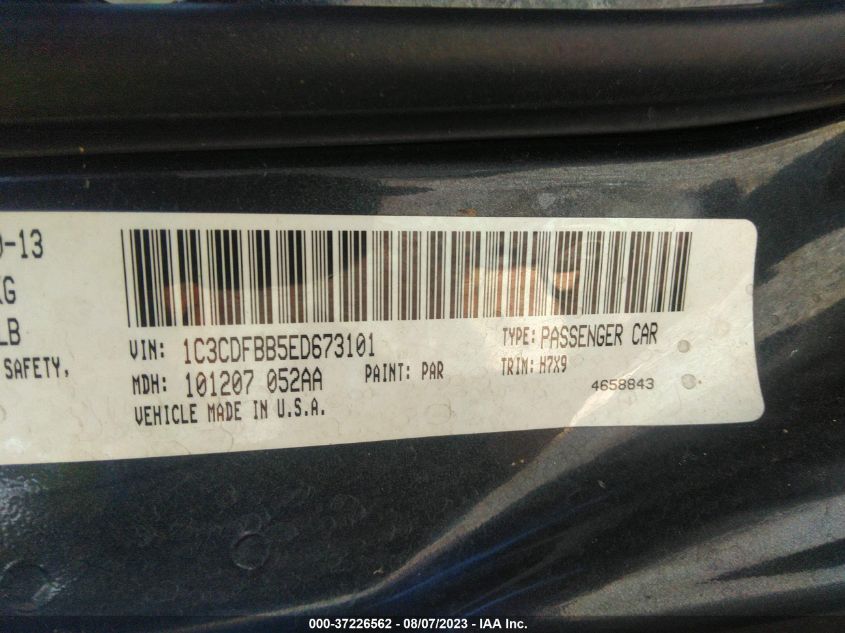 0-13
KG
LB
SAFETY,
VIN: 1C3CDFBB5ED673101 TYPE: PASSENGER CAR
MDH: 101207 052AA PAINT: PAR TRIM: H7X9
VEHICLE MADE IN U.S.A. 4658843
000-37226562 - 08/07/2023 - IAA Inc.